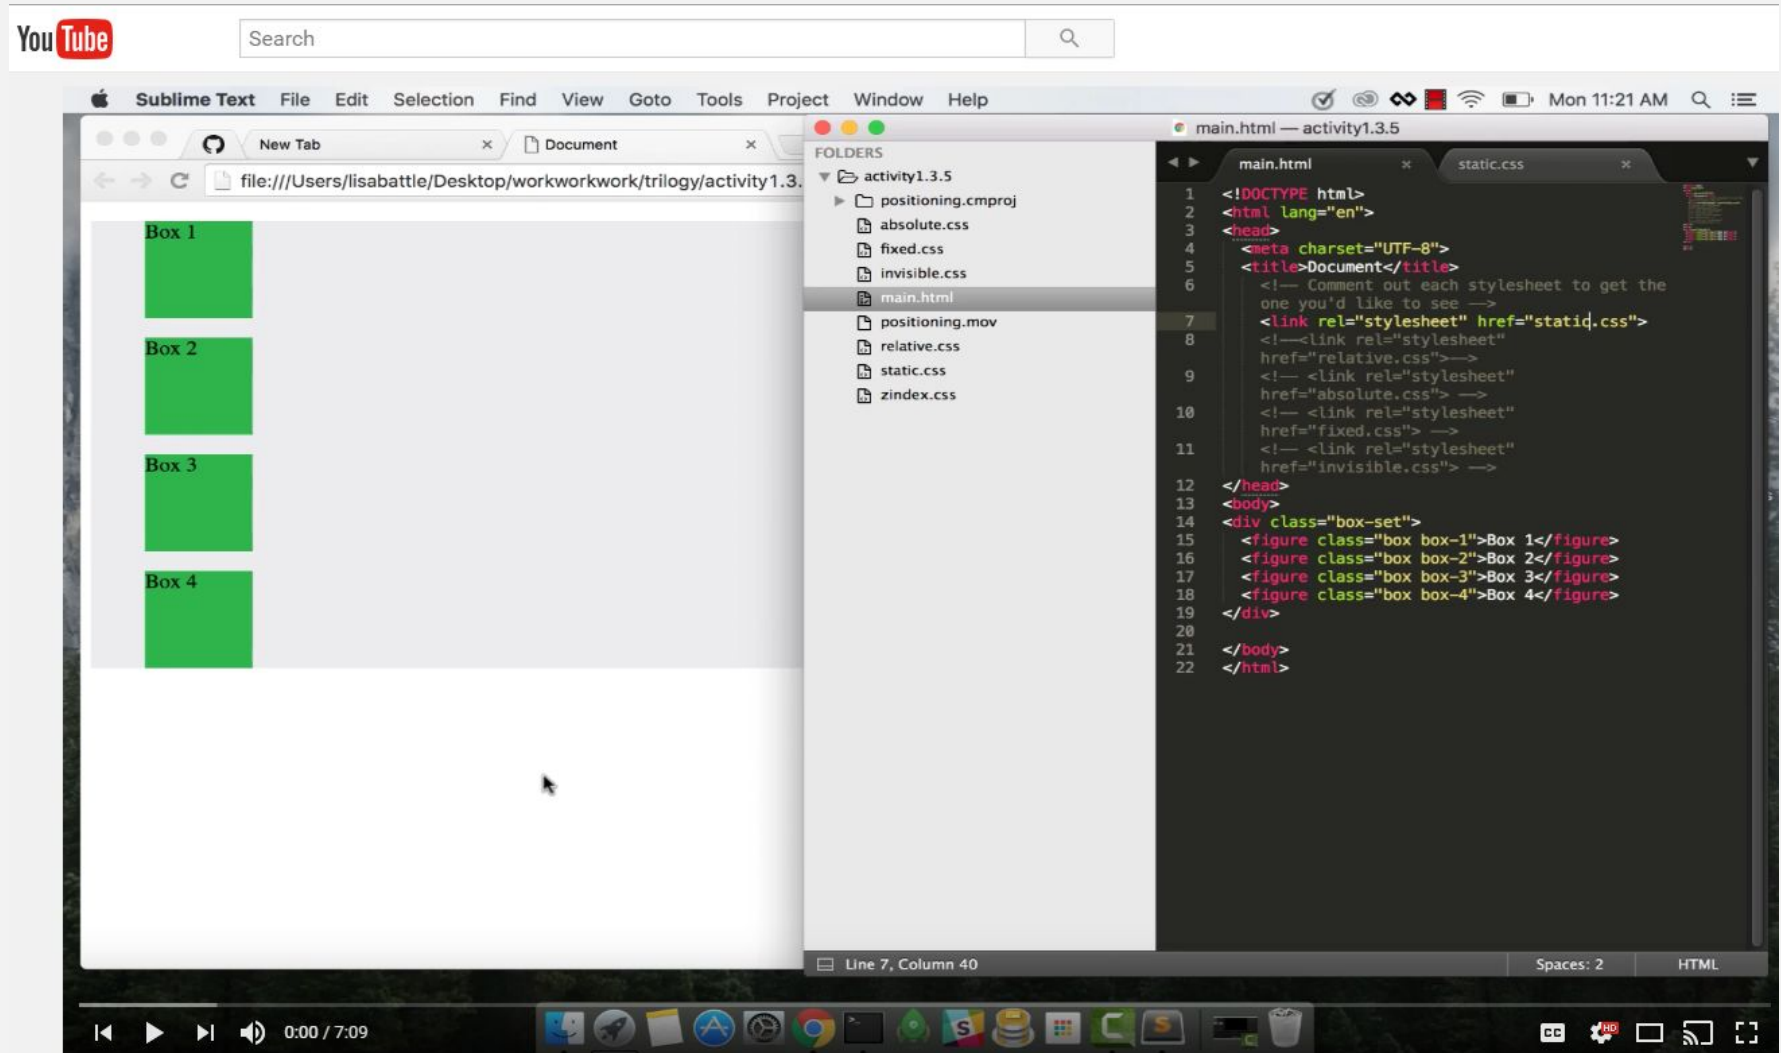 YouTube
Search
Sublime Text File Edit Selection Find View Goto Tools Project Window Help
Mon 11:21 AM
New Tab
Document
file:///Users/lisabattle/Desktop/workworkwork/trilogy/activity1.3.
Box 1
Box 2
Box 3
Box 4
main.html — activity1.3.5
FOLDERS
activity1.3.5
positioning.cmproj
absolute.css
fixed.css
invisible.css
main.html
positioning.mov
relative.css
static.css
zindex.css
main.html
static.css
1 <!DOCTYPE html>
2 <html lang="en">
3 <head>
4 <meta charset="UTF-8">
5 <title>Document</title>
6 <!-- Comment out each stylesheet to get the
one you'd like to see -->
7 <link rel="stylesheet" href="static.css">
8 <!--<link rel="stylesheet"
href="relative.css">-->
9 <!-- <link rel="stylesheet"
href="absolute.css"> -->
10 <!-- <link rel="stylesheet"
href="fixed.css"> -->
11 <!-- <link rel="stylesheet"
href="invisible.css"> -->
12 </head>
13 <body>
14 <div class="box-set">
15 <figure class="box box-1">Box 1</figure>
16 <figure class="box box-2">Box 2</figure>
17 <figure class="box box-3">Box 3</figure>
18 <figure class="box box-4">Box 4</figure>
19 </div>
20
21 </body>
22 </html>
Line 7, Column 40
Spaces: 2
HTML
0:00 / 7:09
CC
HD